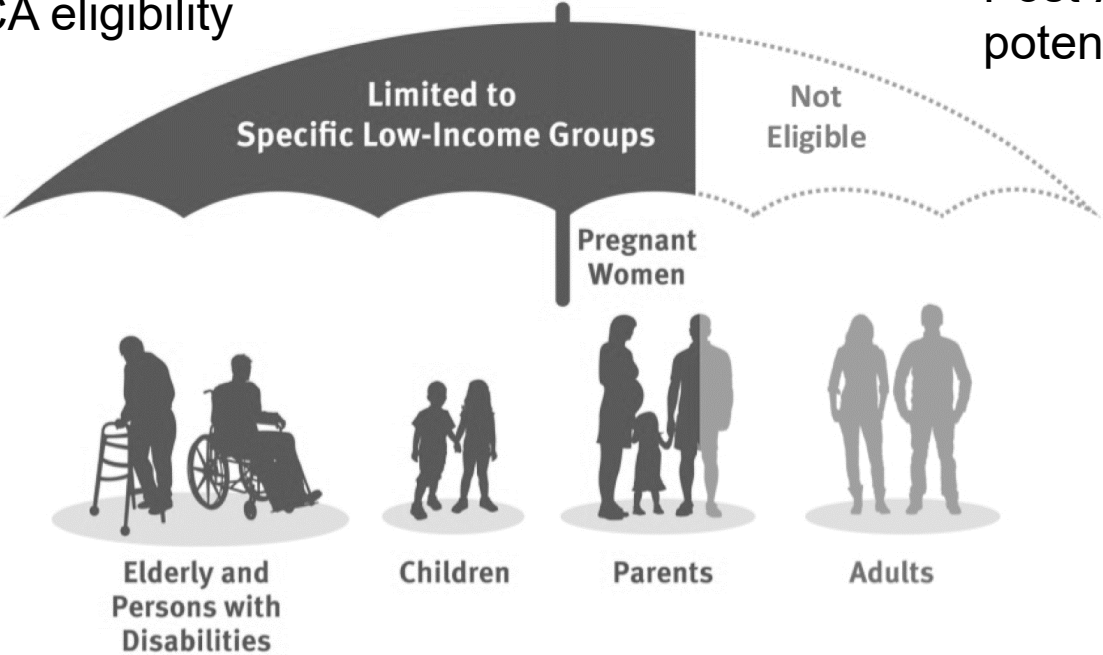 CA eligibility
poten
Limited to
Specific Low-Income Groups
Not
Eligible
Pregnant
Women
Elderly and
Persons with
Disabilities
Children
Parents
Adults